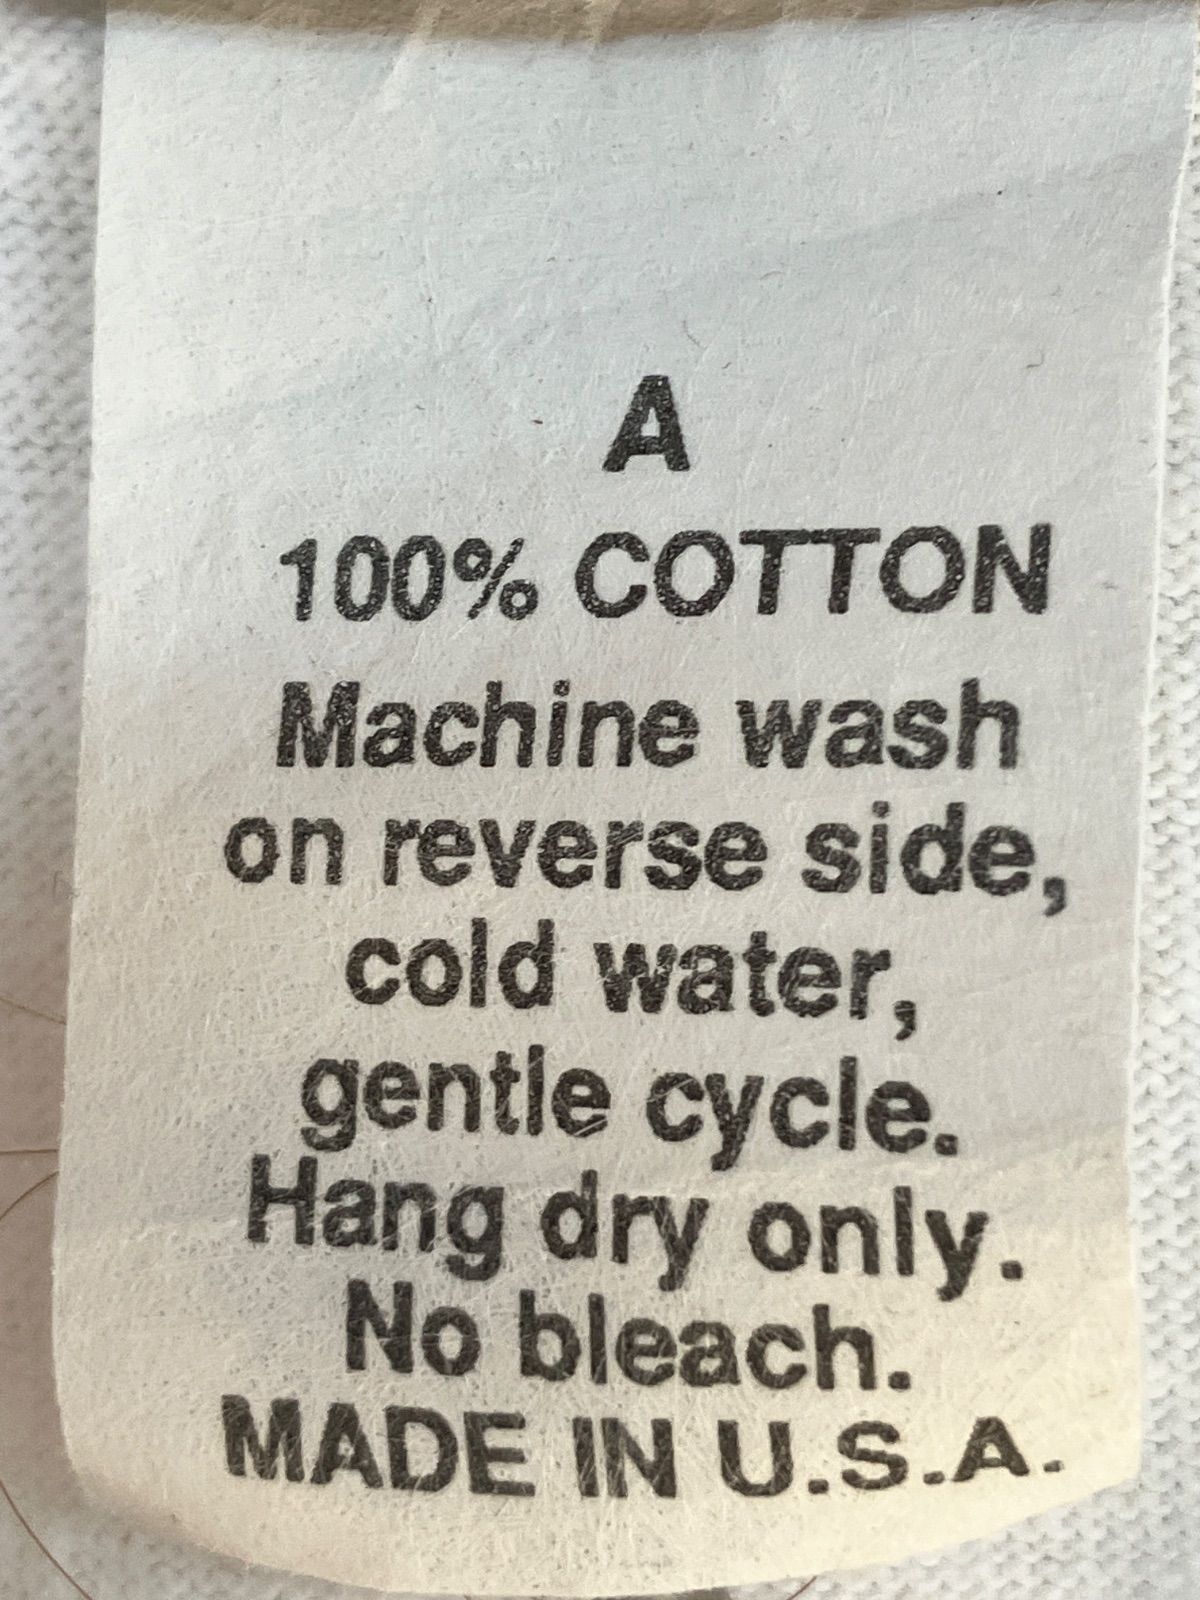 A
100% COTTON
Machine wash
on reverse side,
cold water,
gentle cycle.
Hang dry only.
No bleach.
MADE IN U.S.A.